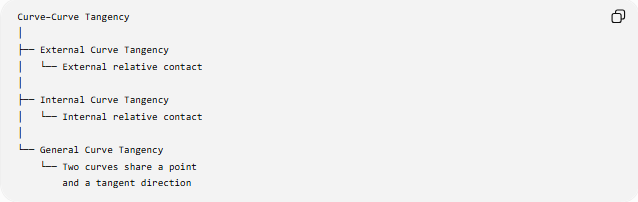 Curve–Curve Tangency
│
├── External Curve Tangency
│   └── External relative contact
│
├── Internal Curve Tangency
│   └── Internal relative contact
│
└── General Curve Tangency
    └── Two curves share a point
        and a tangent direction